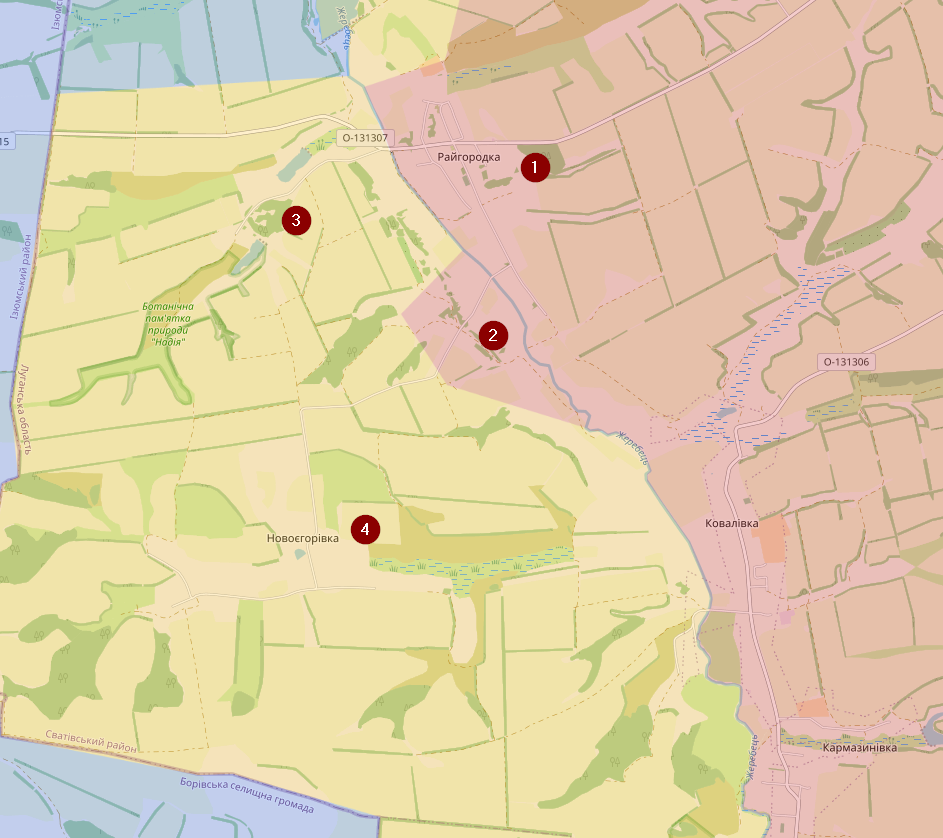 Ізюмс
Жеребець
15
О-131307
Райгородка
1
3
Ізюмський район
Ботанічна
пам'ятка
природи
"Надія"
2
О-131306
Луганська область
Жеребець
Ковалівка
4
Новоєгорівка
Сватівський район
Жеребець
Кармазинівка
Борівська селищна громада